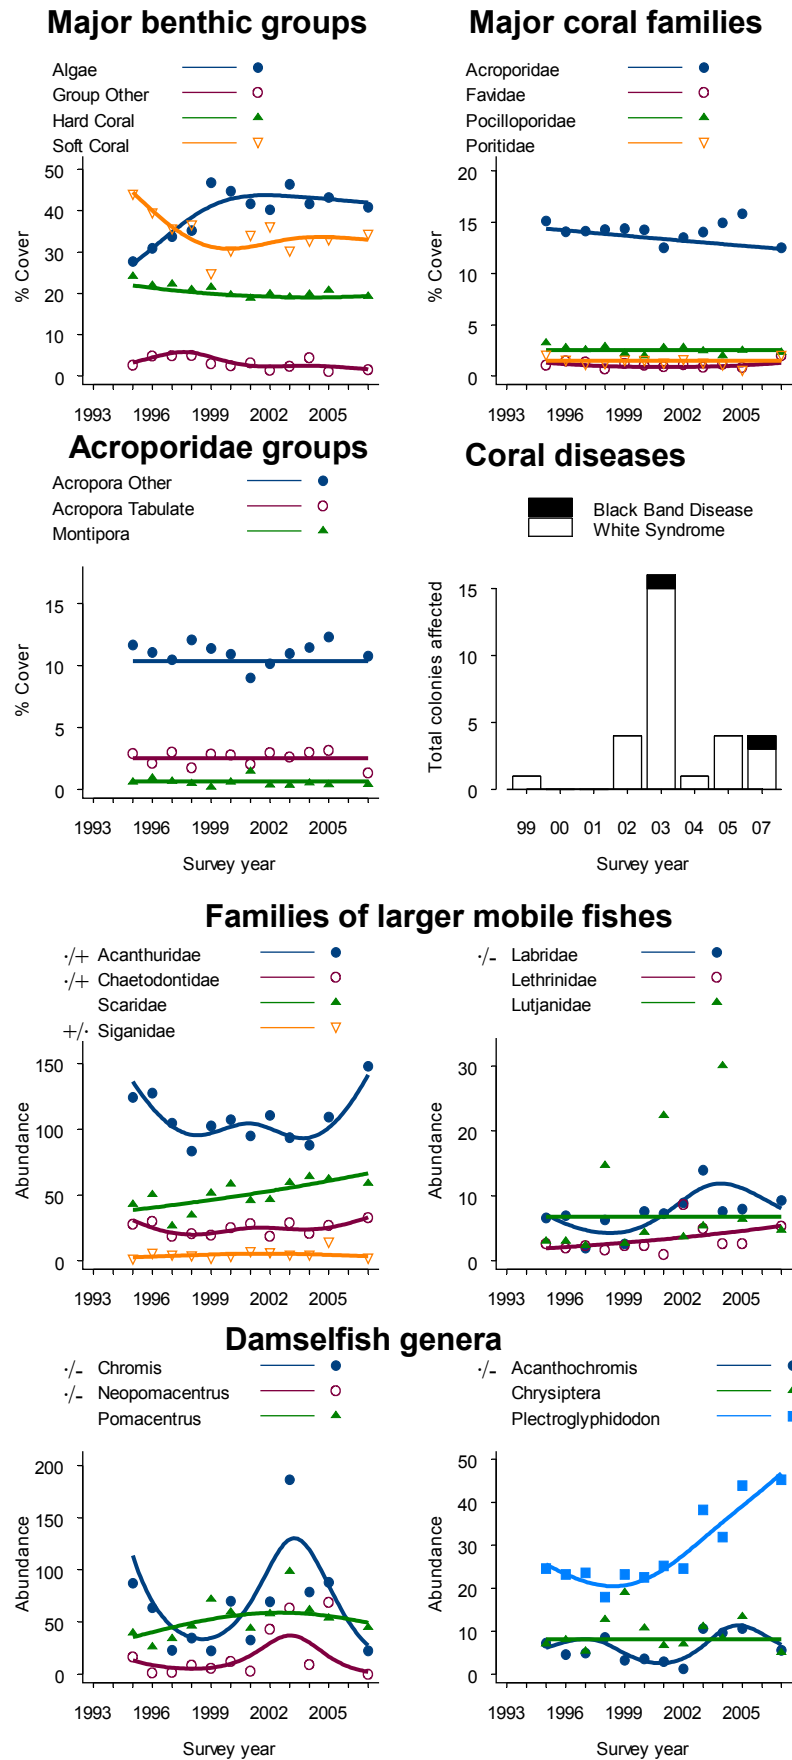 Major benthic groups
Algae
Group Other
Hard Coral
Soft Coral
50
40
30
20
10
0
% Cover
1993 1996 1999 2002 2005
Major coral families
Acroporidae
Favidae
Pocilloporidae
Poritidae
20
15
10
5
0
% Cover
1993 1996 1999 2002 2005
Acroporidae groups
Acropora Other
Acropora Tabulate
Montipora
15
10
5
0
% Cover
1993 1996 1999 2002 2005
Survey year
Coral diseases
Black Band Disease
White Syndrome
15
10
5
0
Total colonies affected
99 00 01 02 03 04 05 07
Survey year
Families of larger mobile fishes
·/+ Acanthuridae
·/+ Chaetodontidae
Scaridae
+/· Siganidae
150
100
50
0
Abundance
1993 1996 1999 2002 2005
·/- Labridae
Lethrinidae
Lutjanidae
30
20
10
0
Abundance
1993 1996 1999 2002 2005
Damselfish genera
·/- Chromis
·/- Neopomacentrus
Pomacentrus
200
150
100
50
0
Abundance
1993 1996 1999 2002 2005
Survey year
·/- Acanthochromis
Chrysiptera
Plectroglyphidodon
50
40
30
20
10
0
Abundance
1993 1996 1999 2002 2005
Survey year